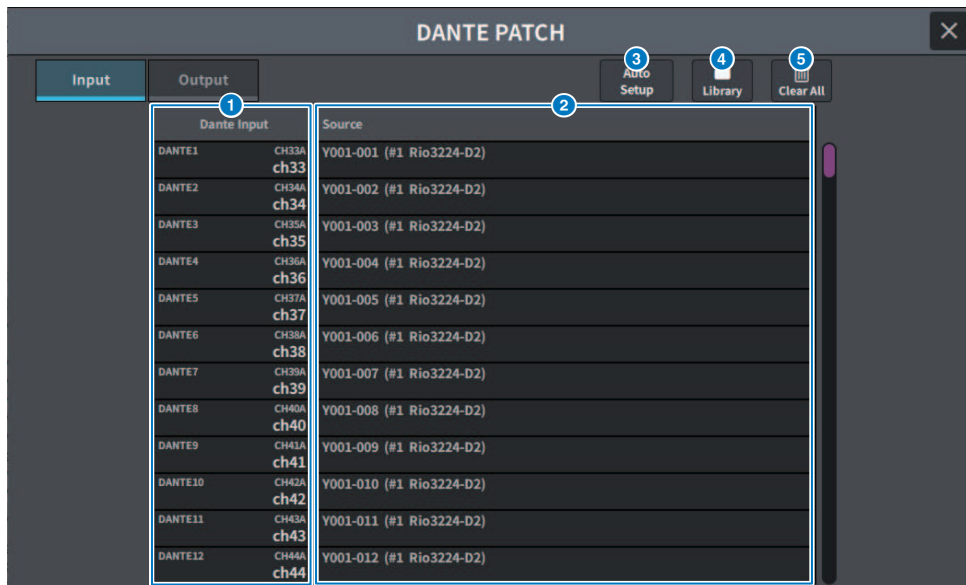 DANTE PATCH
Input
Output
3
Auto
Setup
4
Library
5
Clear All
1
Dante Input
2
Source
DANTE1 CH33A Y001-001 (#1 Rio3224-D2)
ch33
DANTE2 CH34A Y001-002 (#1 Rio3224-D2)
ch34
DANTE3 CH35A Y001-003 (#1 Rio3224-D2)
ch35
DANTE4 CH36A Y001-004 (#1 Rio3224-D2)
ch36
DANTE5 CH37A Y001-005 (#1 Rio3224-D2)
ch37
DANTE6 CH38A Y001-006 (#1 Rio3224-D2)
ch38
DANTE7 CH39A Y001-007 (#1 Rio3224-D2)
ch39
DANTE8 CH40A Y001-008 (#1 Rio3224-D2)
ch40
DANTE9 CH41A Y001-009 (#1 Rio3224-D2)
ch41
DANTE10 CH42A Y001-010 (#1 Rio3224-D2)
ch42
DANTE11 CH43A Y001-011 (#1 Rio3224-D2)
ch43
DANTE12 CH44A Y001-012 (#1 Rio3224-D2)
ch44